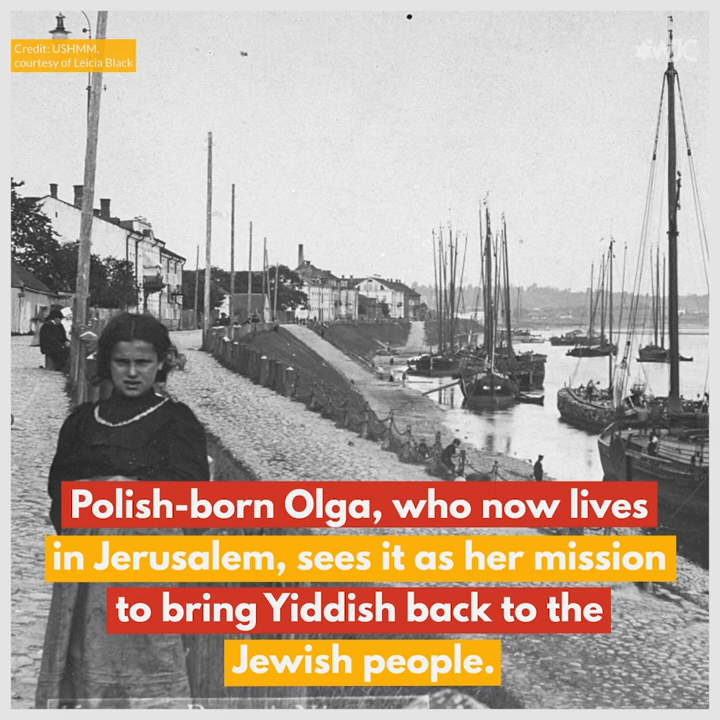 Credit: USHMM,
courtesy of Leicia Black
WJC
Polish-born Olga, who now lives
in Jerusalem, sees it as her mission
to bring Yiddish back to the
Jewish people.